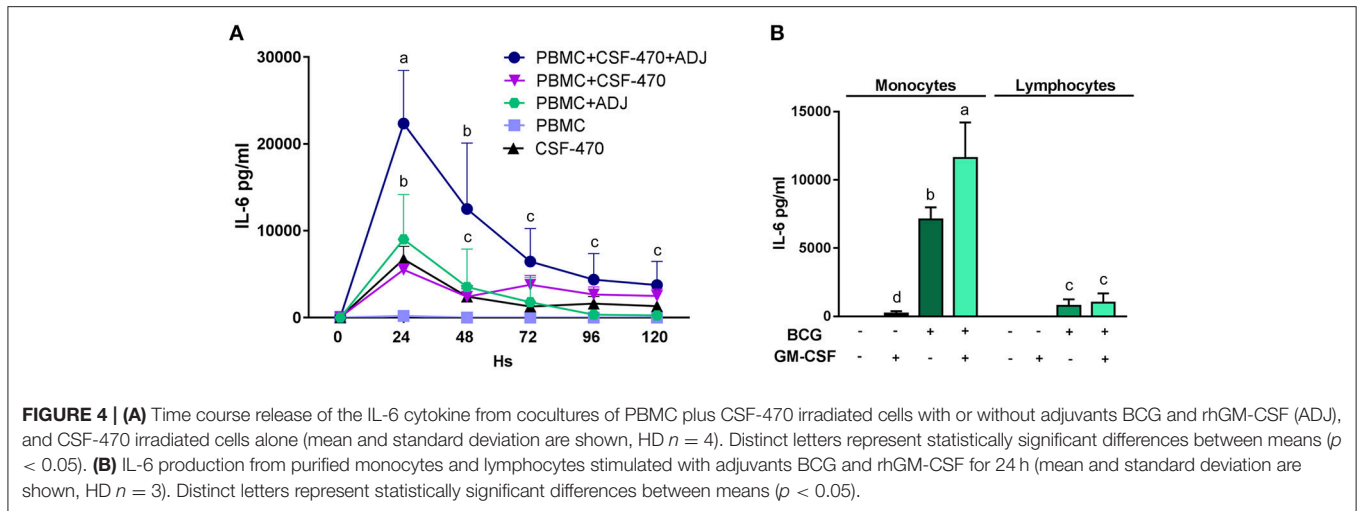 A
30000
20000
10000
0
IL-6 pg/ml
a
b
b
c
c
c
c
PBMC+CSF-470+ADJ
PBMC+CSF-470
PBMC+ADJ
PBMC
CSF-470
0 24 48 72 96 120
Hs
B
Monocytes Lymphocytes
15000
10000
5000
0
IL-6 pg/ml
d
b
a
c
c
BCG - - + + - - + +
GM-CSF - + - + - + - +
FIGURE 4 | (A) Time course release of the IL-6 cytokine from cocultures of PBMC plus CSF-470 irradiated cells with or without adjuvants BCG and rhGM-CSF (ADJ),
and CSF-470 irradiated cells alone (mean and standard deviation are shown, HD n = 4). Distinct letters represent statistically significant differences between means (p
< 0.05). (B) IL-6 production from purified monocytes and lymphocytes stimulated with adjuvants BCG and rhGM-CSF for 24 h (mean and standard deviation are
shown, HD n = 3). Distinct letters represent statistically significant differences between means (p < 0.05).